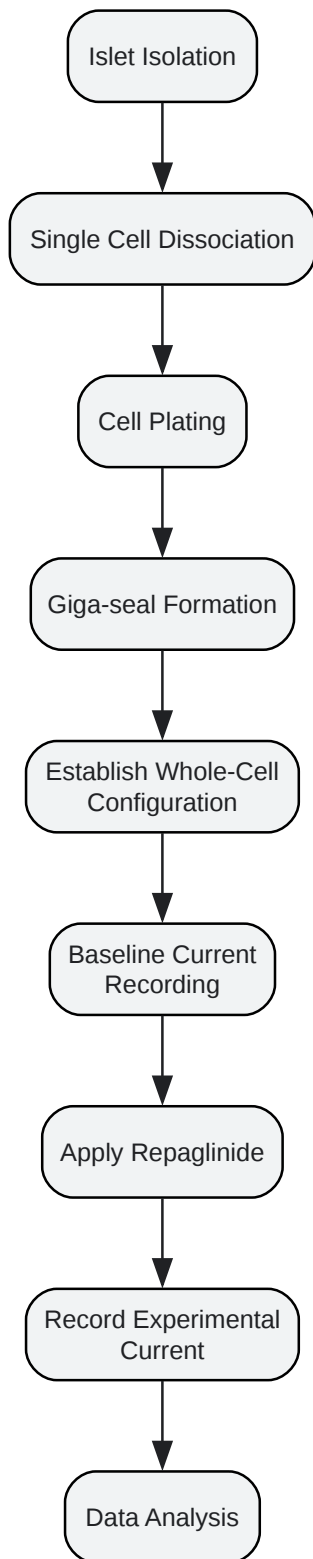 Islet Isolation
Single Cell Dissociation
Cell Plating
Giga-seal Formation
Establish Whole-Cell
Configuration
Baseline Current
Recording
Apply Repaglinide
Record Experimental
Current
Data Analysis